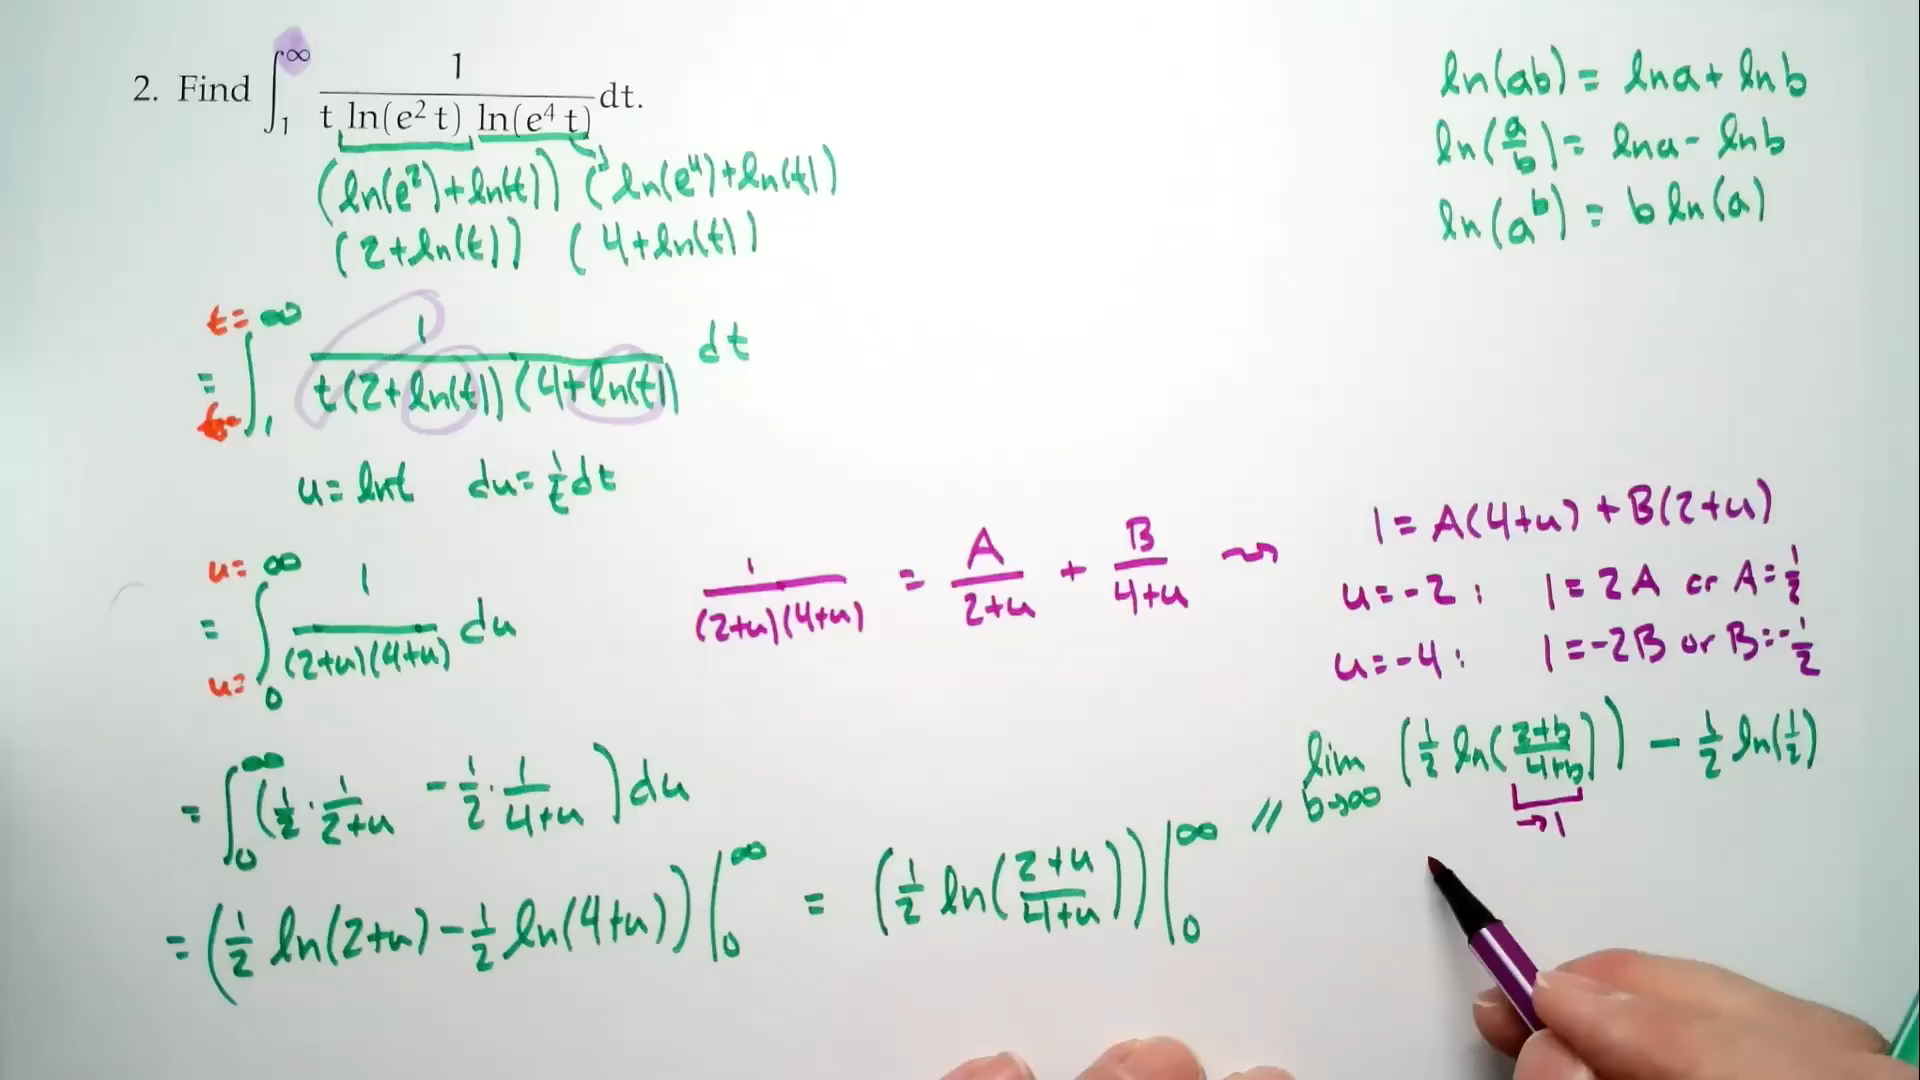 2. Find ∫₁^∞ 1 / (t ln(e² t) ln(e⁴ t)) dt.
(ln(e²)+ln(t)) (ln(e⁴)+ln(t))
(2+ln(t)) (4+ln(t))
ln(ab) = ln a + ln b
ln(a/b) = ln a - ln b
ln(a^b) = b ln(a)
t= ∞
= ∫₁ 1 / (t(2+ln(t))(4+ln(t))) dt
u = ln t du = 1/t dt
u= ∞
= ∫ 1 / ((2+u)(4+u)) du
u= 0
1 / ((2+u)(4+u)) = A/(2+u) + B/(4+u) ⇝
1 = A(4+u) + B(2+u)
u = -2 : 1 = 2A or A = 1/2
u = -4 : 1 = -2B or B = -1/2
= ∫₀^∞ (1/2 · 1/(2+u) - 1/2 · 1/(4+u)) du
= (1/2 ln(2+u) - 1/2 ln(4+u)) |₀^∞ = (1/2 ln((2+u)/(4+u))) |₀^∞
= lim b→∞ (1/2 ln((2+b)/(4+b))) - 1/2 ln(1/2)
→1